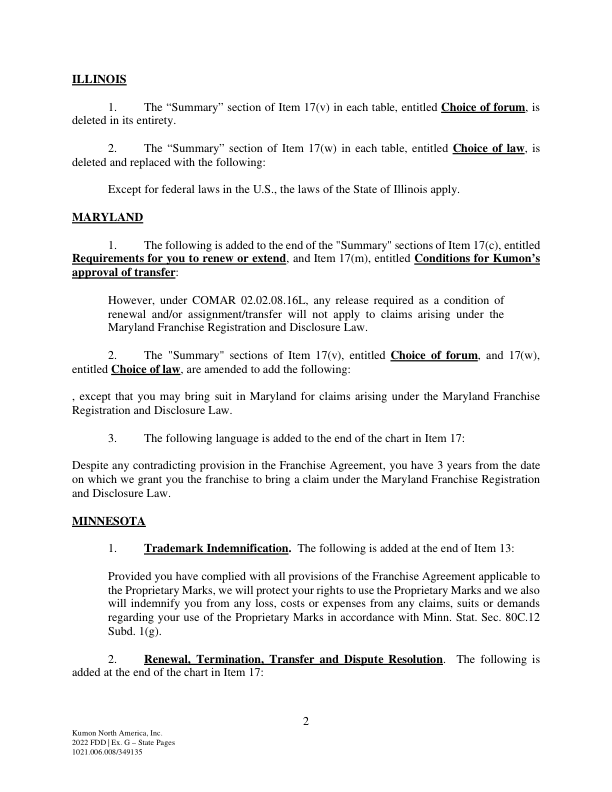 ILLINOIS
1. The “Summary” section of Item 17(v) in each table, entitled Choice of forum, is
deleted in its entirety.
2. The “Summary” section of Item 17(w) in each table, entitled Choice of law, is
deleted and replaced with the following:
Except for federal laws in the U.S., the laws of the State of Illinois apply.
MARYLAND
1. The following is added to the end of the "Summary" sections of Item 17(c), entitled
Requirements for you to renew or extend, and Item 17(m), entitled Conditions for Kumon’s
approval of transfer:
However, under COMAR 02.02.08.16L, any release required as a condition of
renewal and/or assignment/transfer will not apply to claims arising under the
Maryland Franchise Registration and Disclosure Law.
2. The "Summary" sections of Item 17(v), entitled Choice of forum, and 17(w),
entitled Choice of law, are amended to add the following:
, except that you may bring suit in Maryland for claims arising under the Maryland Franchise
Registration and Disclosure Law.
3. The following language is added to the end of the chart in Item 17:
Despite any contradicting provision in the Franchise Agreement, you have 3 years from the date
on which we grant you the franchise to bring a claim under the Maryland Franchise Registration
and Disclosure Law.
MINNESOTA
1. Trademark Indemnification. The following is added at the end of Item 13:
Provided you have complied with all provisions of the Franchise Agreement applicable to
the Proprietary Marks, we will protect your rights to use the Proprietary Marks and we also
will indemnify you from any loss, costs or expenses from any claims, suits or demands
regarding your use of the Proprietary Marks in accordance with Minn. Stat. Sec. 80C.12
Subd. 1(g).
2. Renewal, Termination, Transfer and Dispute Resolution. The following is
added at the end of the chart in Item 17:
2
Kumon North America, Inc.
2022 FDD | Ex. G – State Pages
1021.006.008/349135